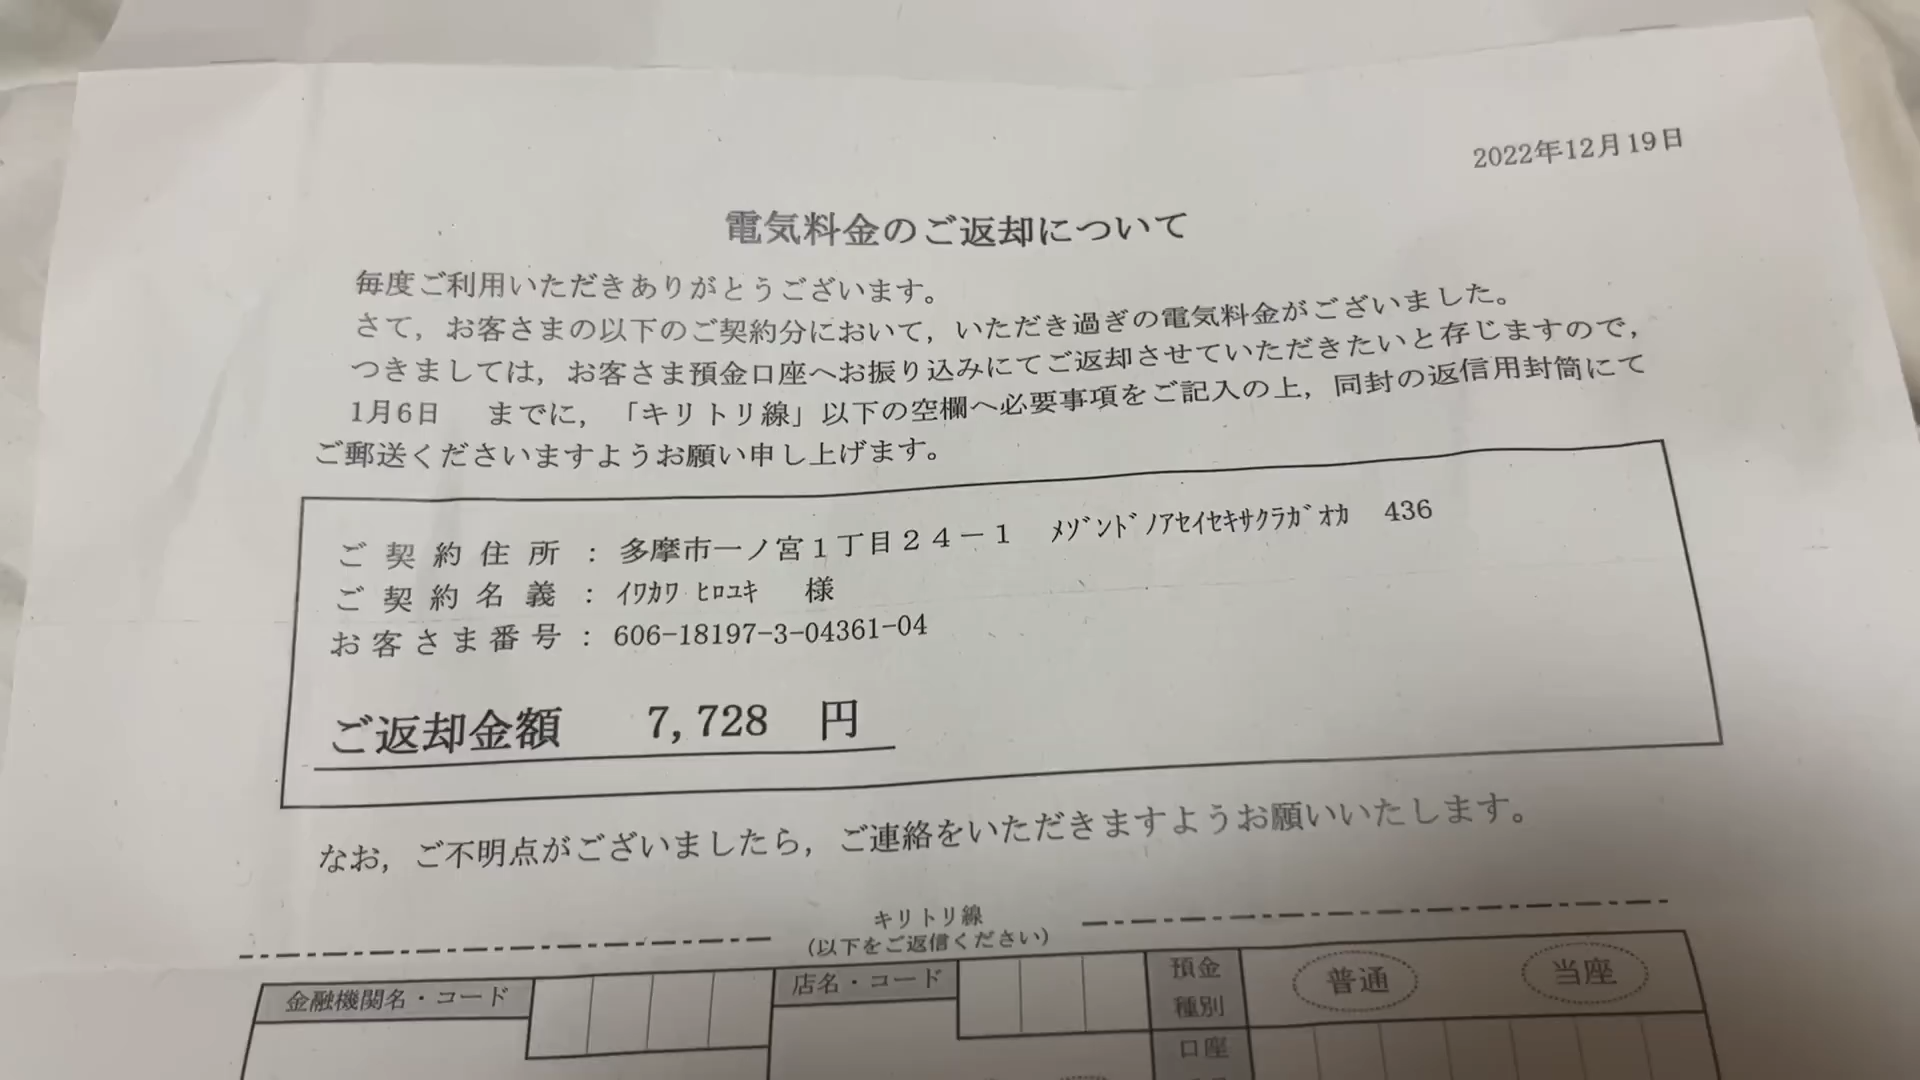 2022年12月19日
電気料金のご返却について
毎度ご利用いただきありがとうございます。
さて，お客さまの以下のご契約分において，いただき過ぎの電気料金がございました。
つきましては，お客さま預金口座へお振り込みにてご返却させていただきたいと存じますので，
1月6日　までに，「キリトリ線」以下の空欄へ必要事項をご記入の上，同封の返信用封筒にて
ご郵送くださいますようお願い申し上げます。
ご契約住所：多摩市一ノ宮１丁目２４－１　ﾒｿﾞﾝﾄﾞﾉｱｾｲｾｷｻｸﾗｶﾞｵｶ　436
ご契約名義：ｲﾜｶﾜ ﾋﾛﾕｷ　様
お客さま番号：606-18197-3-04361-04
ご返却金額　7,728　円
なお，ご不明点がございましたら，ご連絡をいただきますようお願いいたします。
キリトリ線
（以下をご返信ください）
金融機関名・コード　店名・コード　預金種別　普通　当座
口座